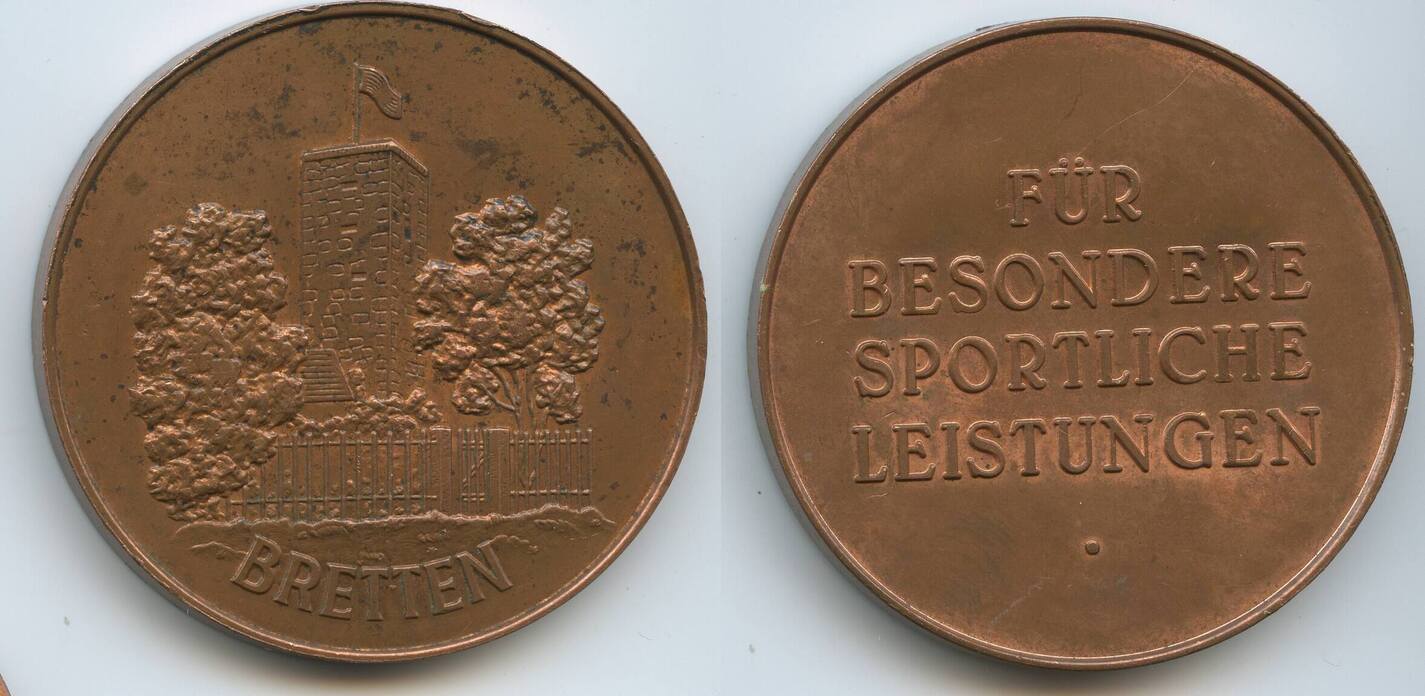 BRETTEN
FÜR
BESONDERE
SPORTLICHE
LEISTUNGEN